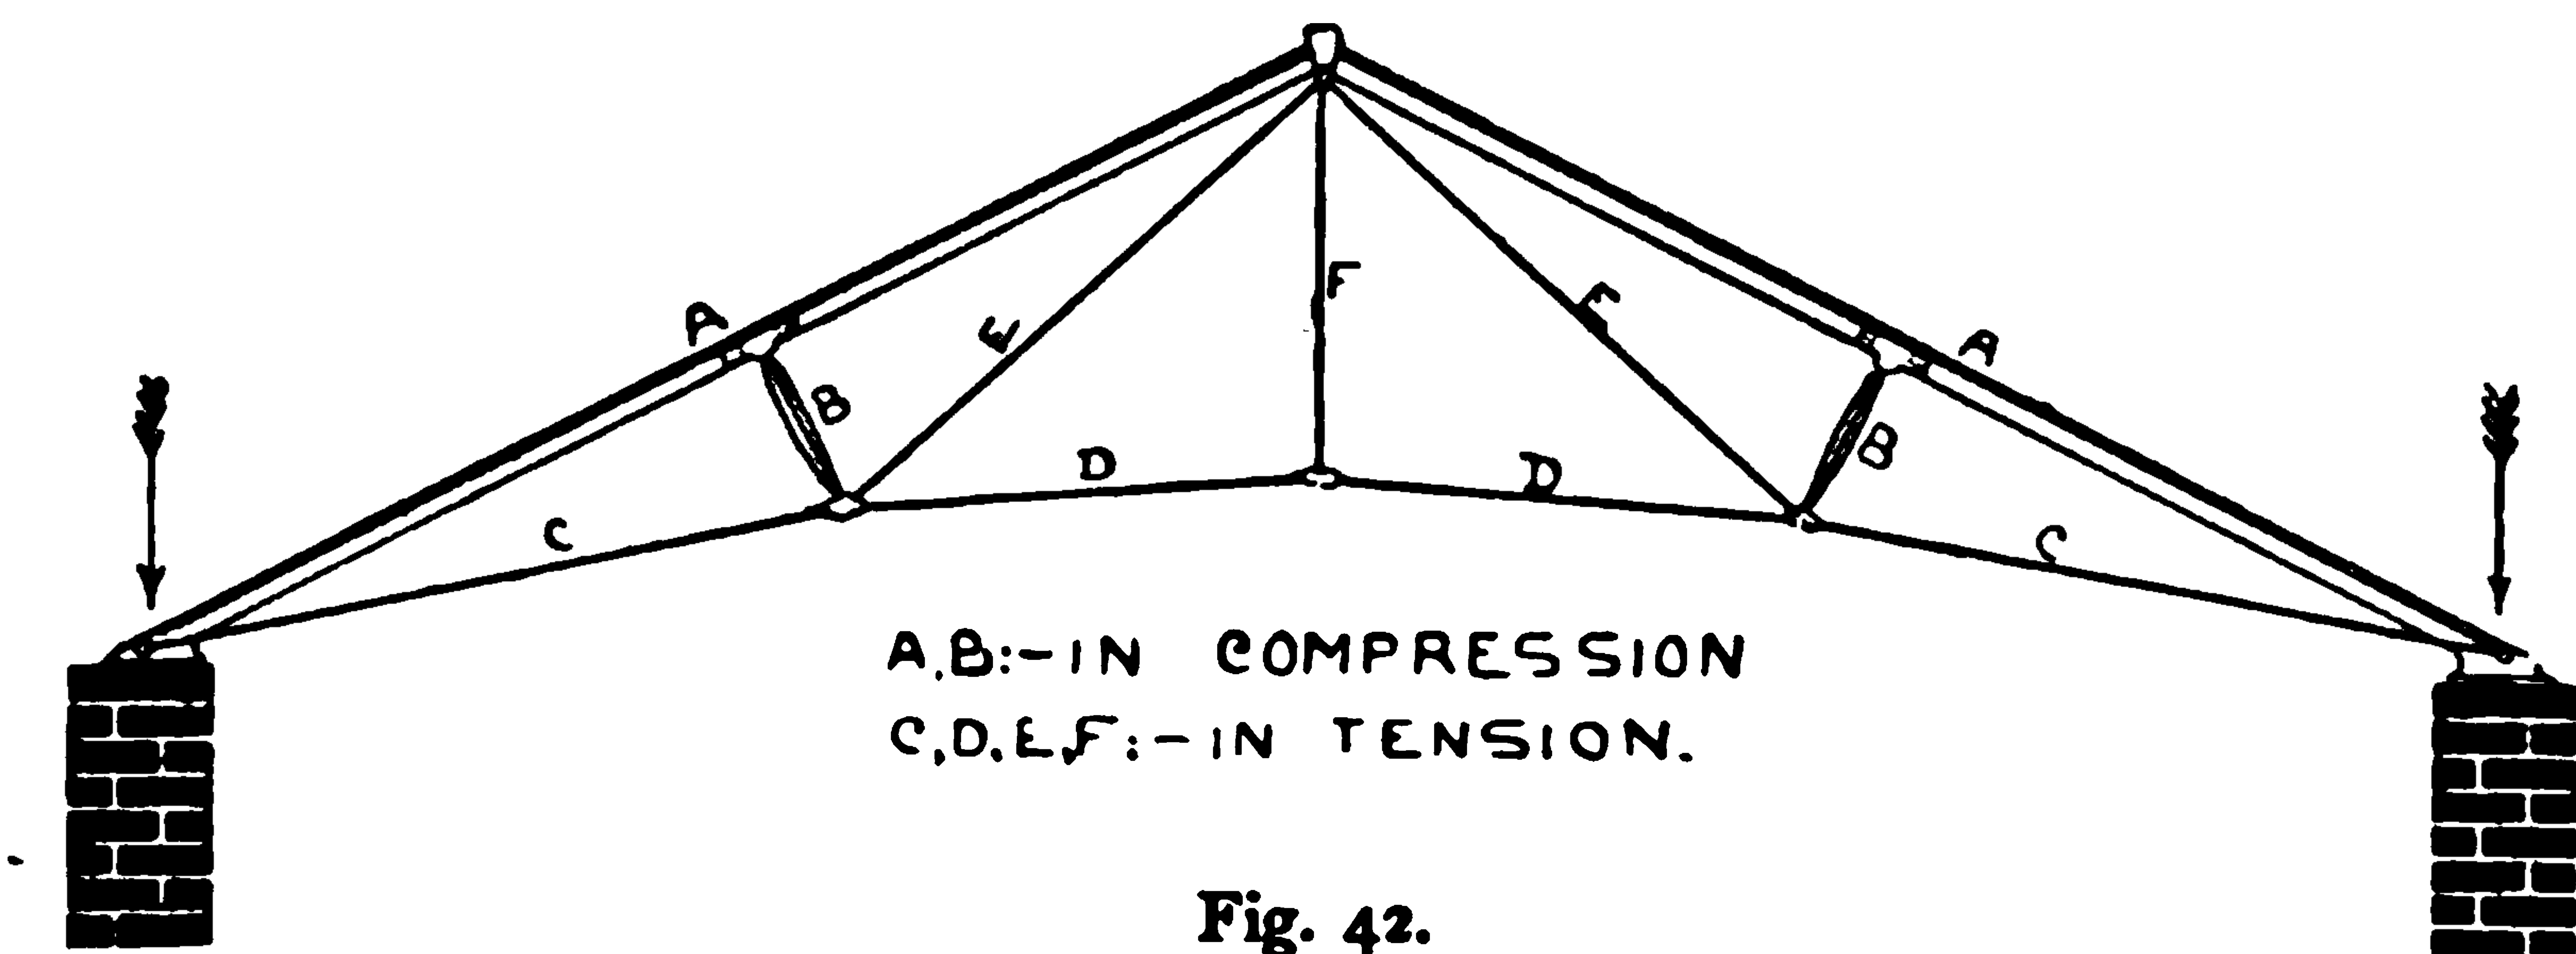 F
A
E
E
A
B
B
D
D
C
C
A,B:-IN COMPRESSION
C,D,E,F:-IN TENSION.
Fig. 42.